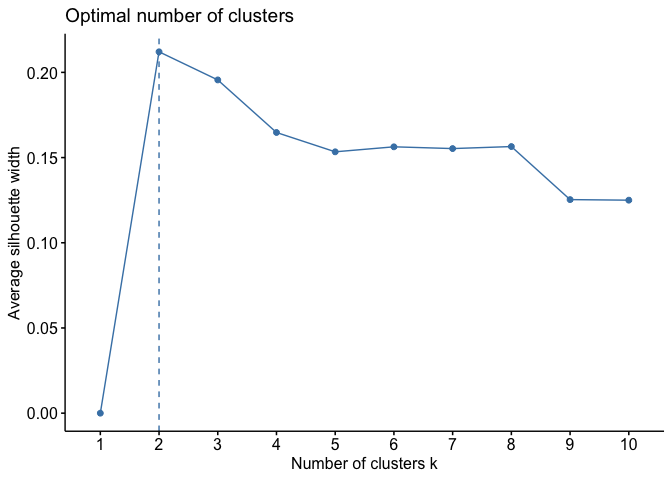 Optimal number of clusters
0.20
0.15
0.10
0.05
0.00
Average silhouette width
1 2 3 4 5 6 7 8 9 10
Number of clusters k